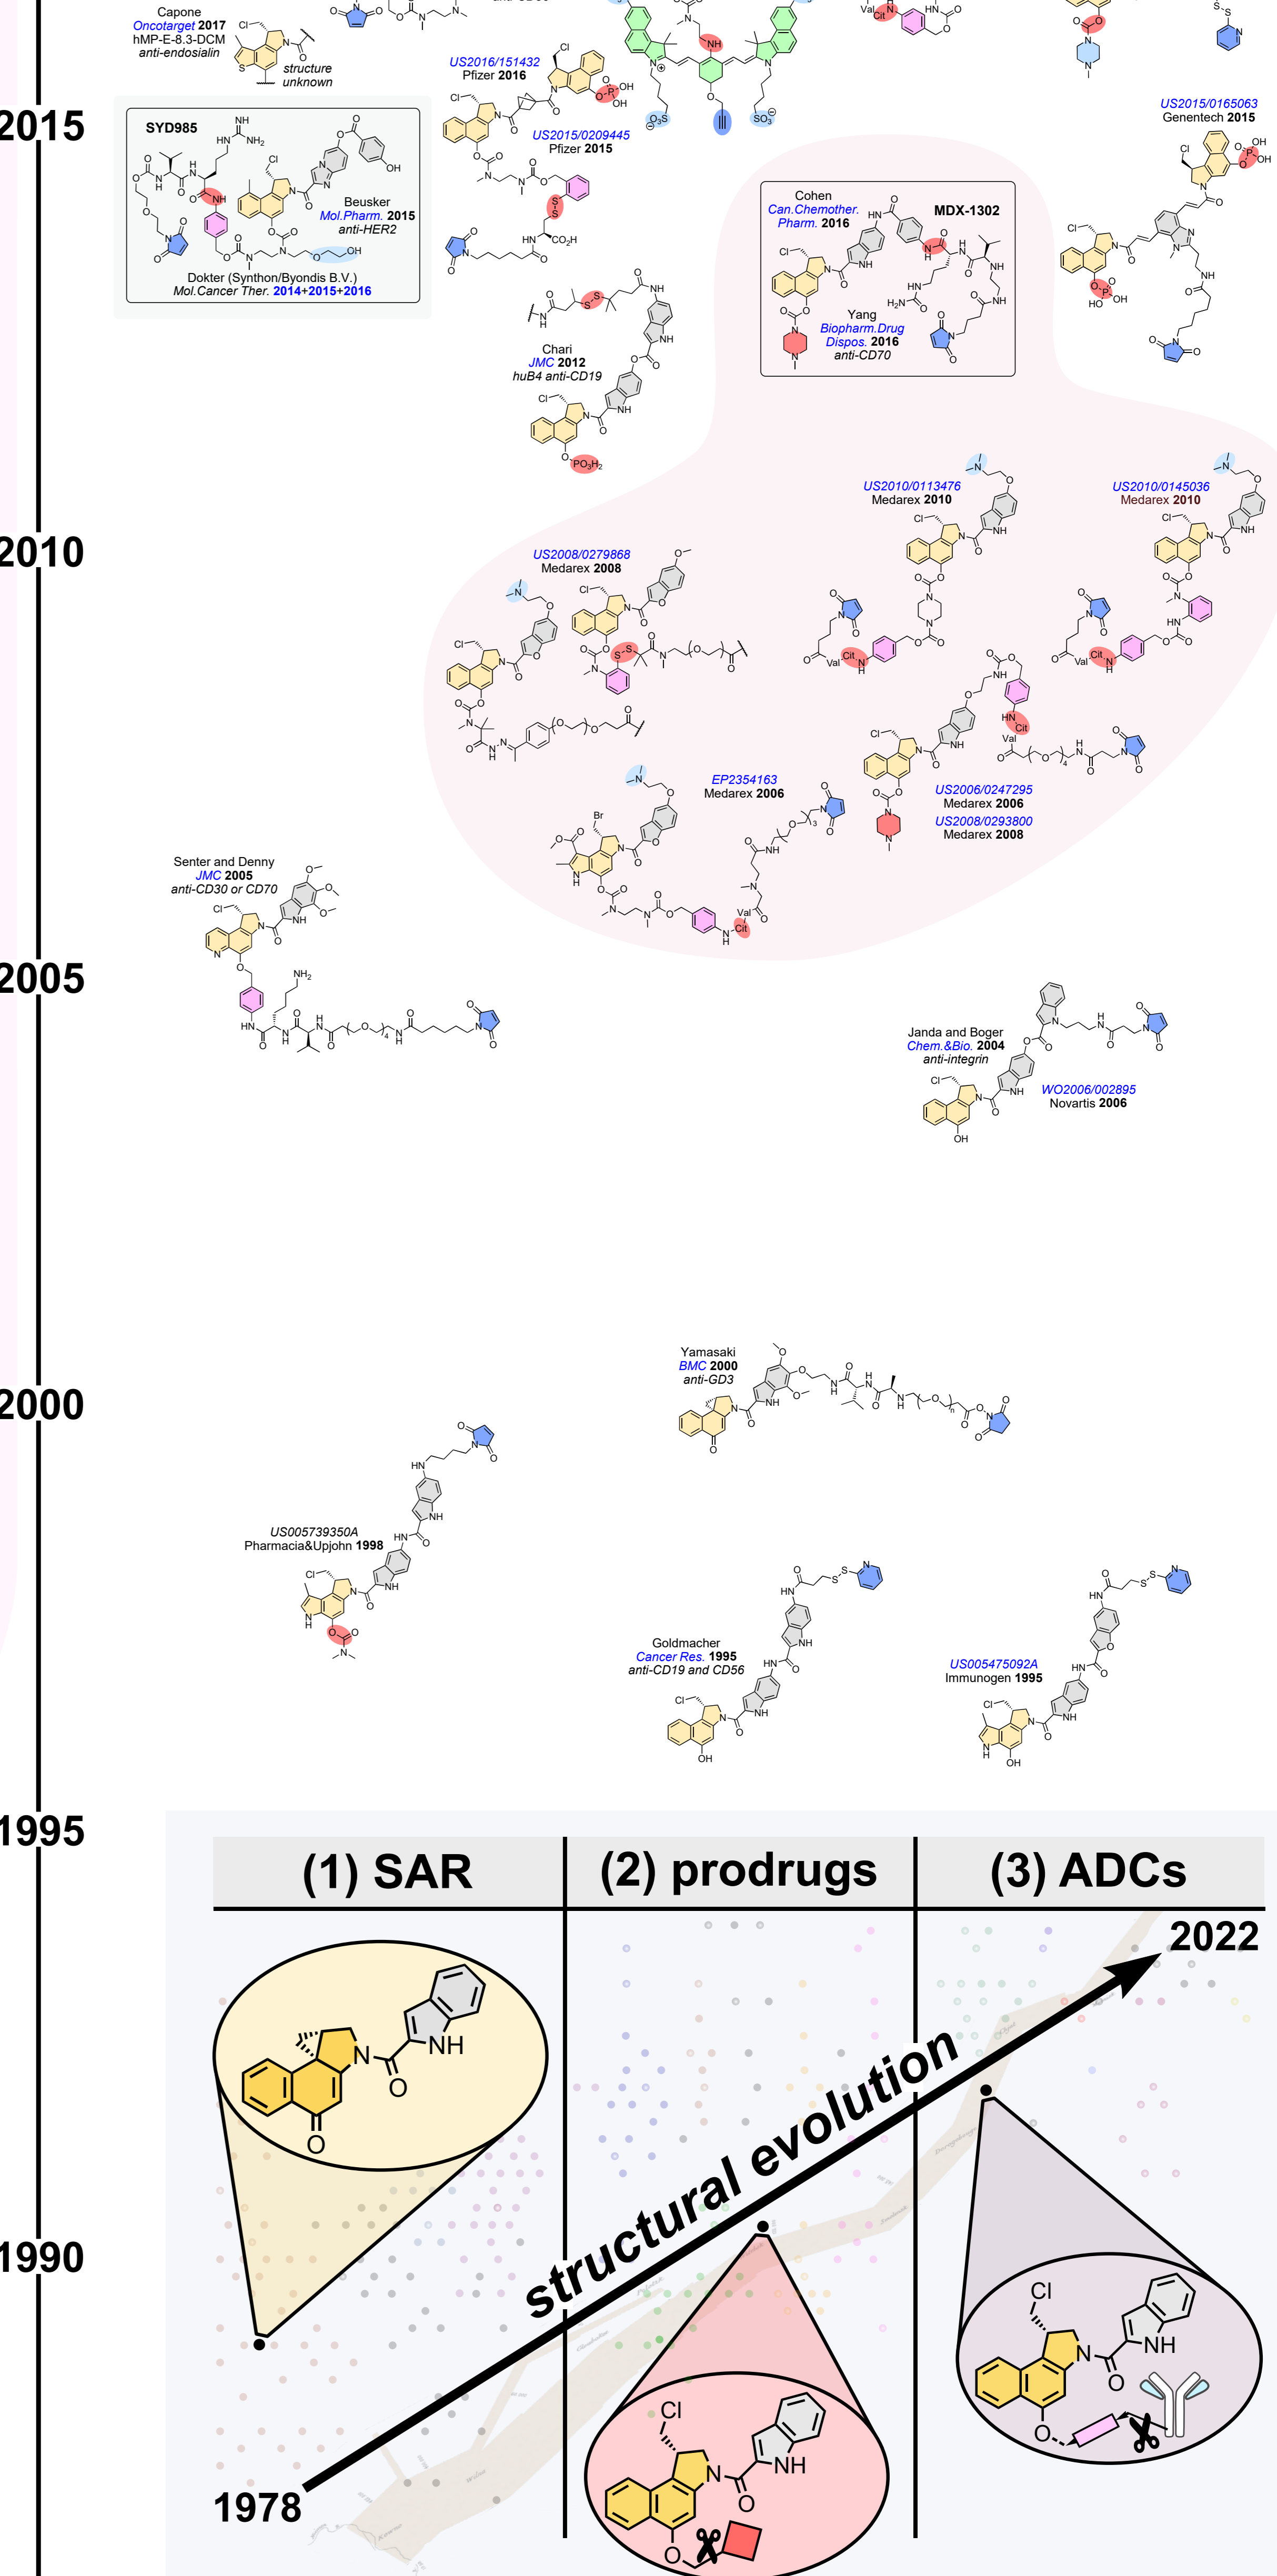 Capone
Oncotarget 2017
hMP-E-8.3-DCM
anti-endosialin
structure
unknown
US2016/151432
Pfizer 2016
US2015/0209445
Pfizer 2015
2015
US2015/0165063
Genentech 2015
SYD985
Beusker
Mol.Pharm. 2015
anti-HER2
Dokter (Synthon/Byondis B.V.)
Mol.Cancer Ther. 2014+2015+2016
Cohen
Can.Chemother.
Pharm. 2016
MDX-1302
Yang
Biopharm.Drug
Dispos. 2016
anti-CD70
Chari
JMC 2012
huB4 anti-CD19
US2010/0113476
Medarex 2010
US2010/0145036
Medarex 2010
2010
US2008/0279868
Medarex 2008
EP2354163
Medarex 2006
US2006/0247295
Medarex 2006
US2008/0293800
Medarex 2008
Senter and Denny
JMC 2005
anti-CD30 or CD70
2005
Janda and Boger
Chem.&Bio. 2004
anti-integrin
WO2006/002895
Novartis 2006
Yamasaki
BMC 2000
anti-GD3
2000
US005739350A
Pharmacia&Upjohn 1998
Goldmacher
Cancer Res. 1995
anti-CD19 and CD56
US005475092A
Immunogen 1995
1995
(1) SAR
(2) prodrugs
(3) ADCs
2022
structural evolution
1990
1978